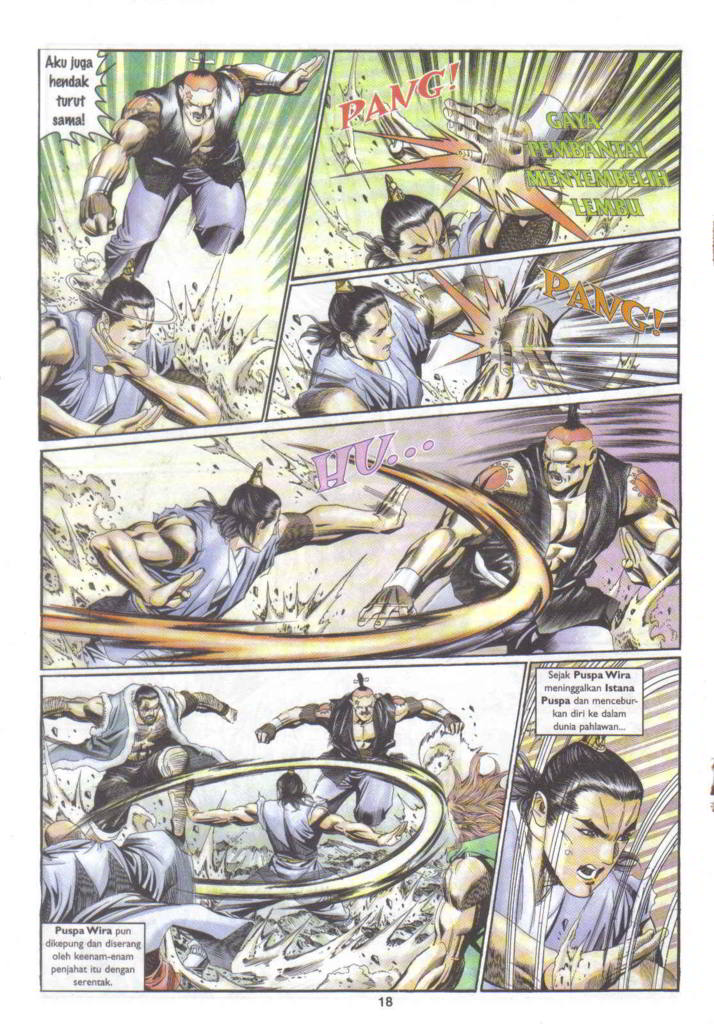 Aku juga
hendak
turut
sama!
PANG!
GAYA
PEMBANTAI
MENYEMBELIH
LEMBU
PANG!
HU...
Puspa Wira pun
dikepung dan diserang
oleh keenam-enam
penjahat itu dengan
serentak.
Sejak Puspa Wira
meninggalkan Istana
Puspa dan mencebur-
kan diri ke dalam
dunia pahlawan...
18